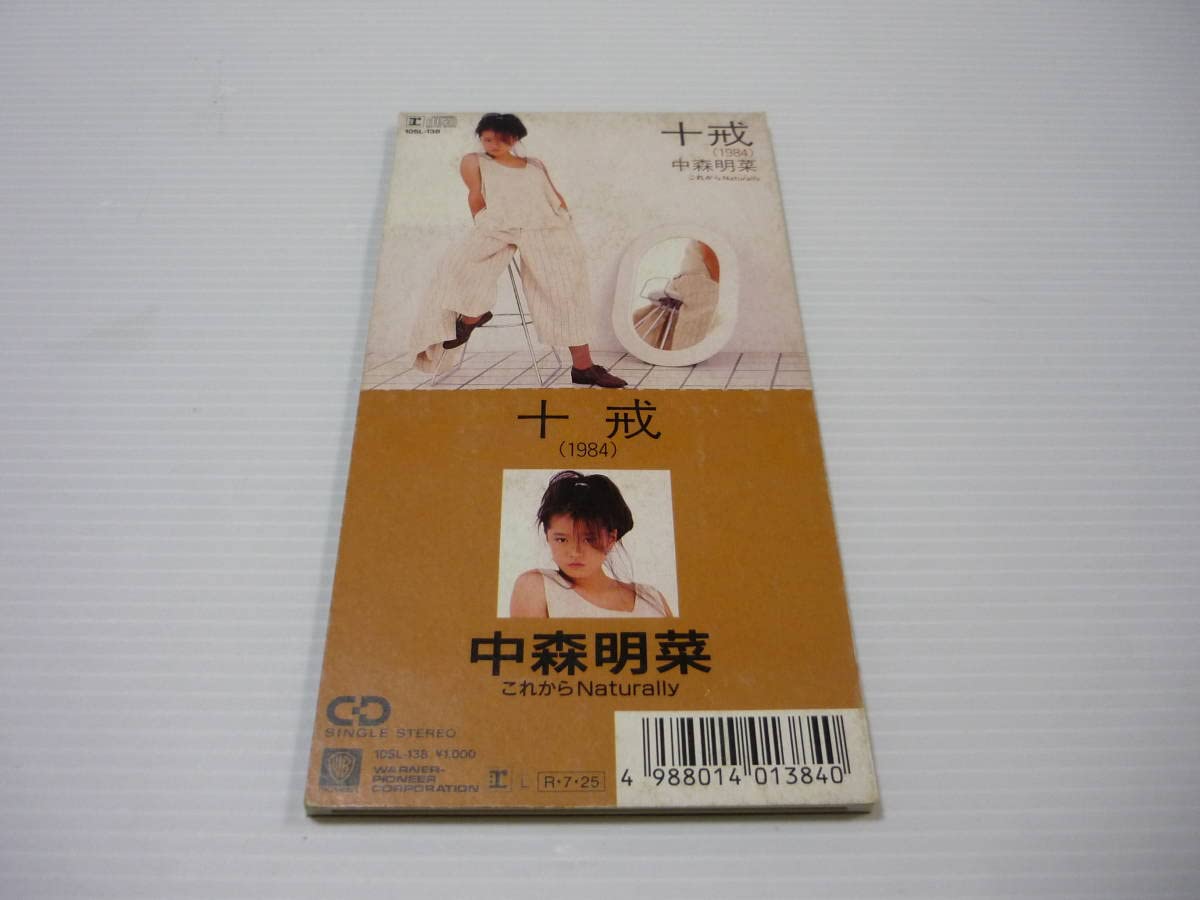 10SL-138
十戒
(1984)
中森明菜
これからNaturally
十戒
(1984)
中森明菜
これからNaturally
CD
SINGLE STEREO
10SL-138 ¥1,000
WARNER-
PIONEER
CORPORATION
L R・7・25
4 988014 013840